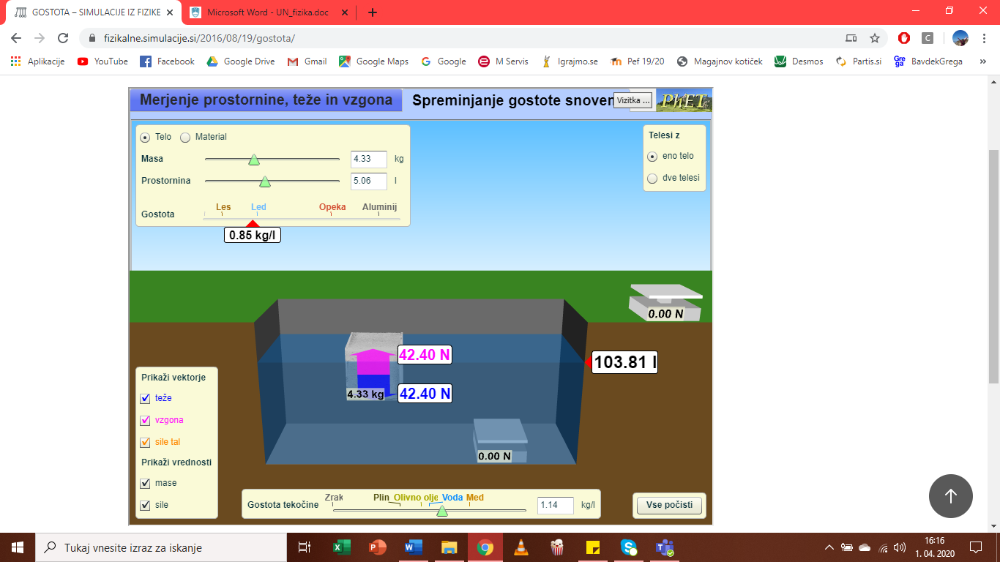 GOSTOTA – SIMULACIJE IZ FIZIKE
Microsoft Word - UN_fizika.doc
fizikalne.simulacije.si/2016/08/19/gostota/
C
Aplikacije YouTube Facebook Google Drive Gmail Google Maps Google M Servis Igrajmo.se Pef 19/20 Magajnov kotiček Desmos Partis.si Gre ga BavdekGrega »
Merjenje prostornine, teže in vzgona
Spreminjanje gostote snoven
Vizitka ...
PhET
Telo Material
Masa 4.33 kg
Prostornina 5.06 l
Les Led Opeka Aluminij
Gostota
0.85 kg/l
Telesi z
eno telo
dve telesi
0.00 N
42.40 N
103.81 l
4.33 kg
42.40 N
0.00 N
Prikaži vektorje
teže
vzgona
sile tal
Prikaži vrednosti
mase
sile
Zrak Plin Olivno olje Voda Med
Gostota tekočine 1.14 kg/l
Vse počisti
Tukaj vnesite izraz za iskanje
16:16
1. 04. 2020